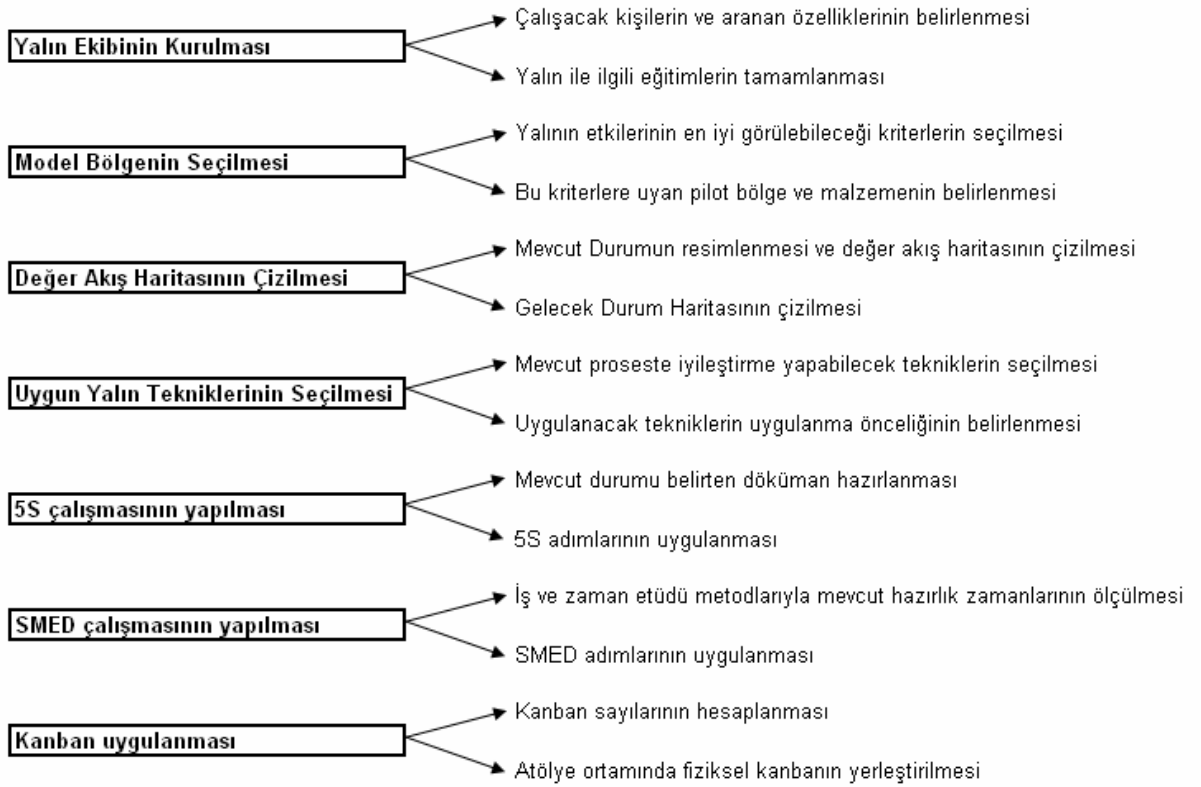 Çalışacak kişilerin ve aranan özelliklerinin belirlenmesi
Yalın Ekibinin Kurulması
Yalın ile ilgili eğitimlerin tamamlanması
Yalının etkilerinin en iyi görülebileceği kriterlerin seçilmesi
Model Bölgenin Seçilmesi
Bu kriterlere uyan pilot bölge ve malzemenin belirlenmesi
Mevcut Durumun resimlenmesi ve değer akış haritasının çizilmesi
Değer Akış Haritasının Çizilmesi
Gelecek Durum Haritasının çizilmesi
Mevcut proseste iyileştirme yapabilecek tekniklerin seçilmesi
Uygun Yalın Tekniklerinin Seçilmesi
Uygulanacak tekniklerin uygulanma önceliğinin belirlenmesi
Mevcut durumu belirten döküman hazırlanması
5S çalışmasının yapılması
5S adımlarının uygulanması
İş ve zaman etüdü metodlarıyla mevcut hazırlık zamanlarının ölçülmesi
SMED çalışmasının yapılması
SMED adımlarının uygulanması
Kanban sayılarının hesaplanması
Kanban uygulanması
Atölye ortamında fiziksel kanbanın yerleştirilmesi